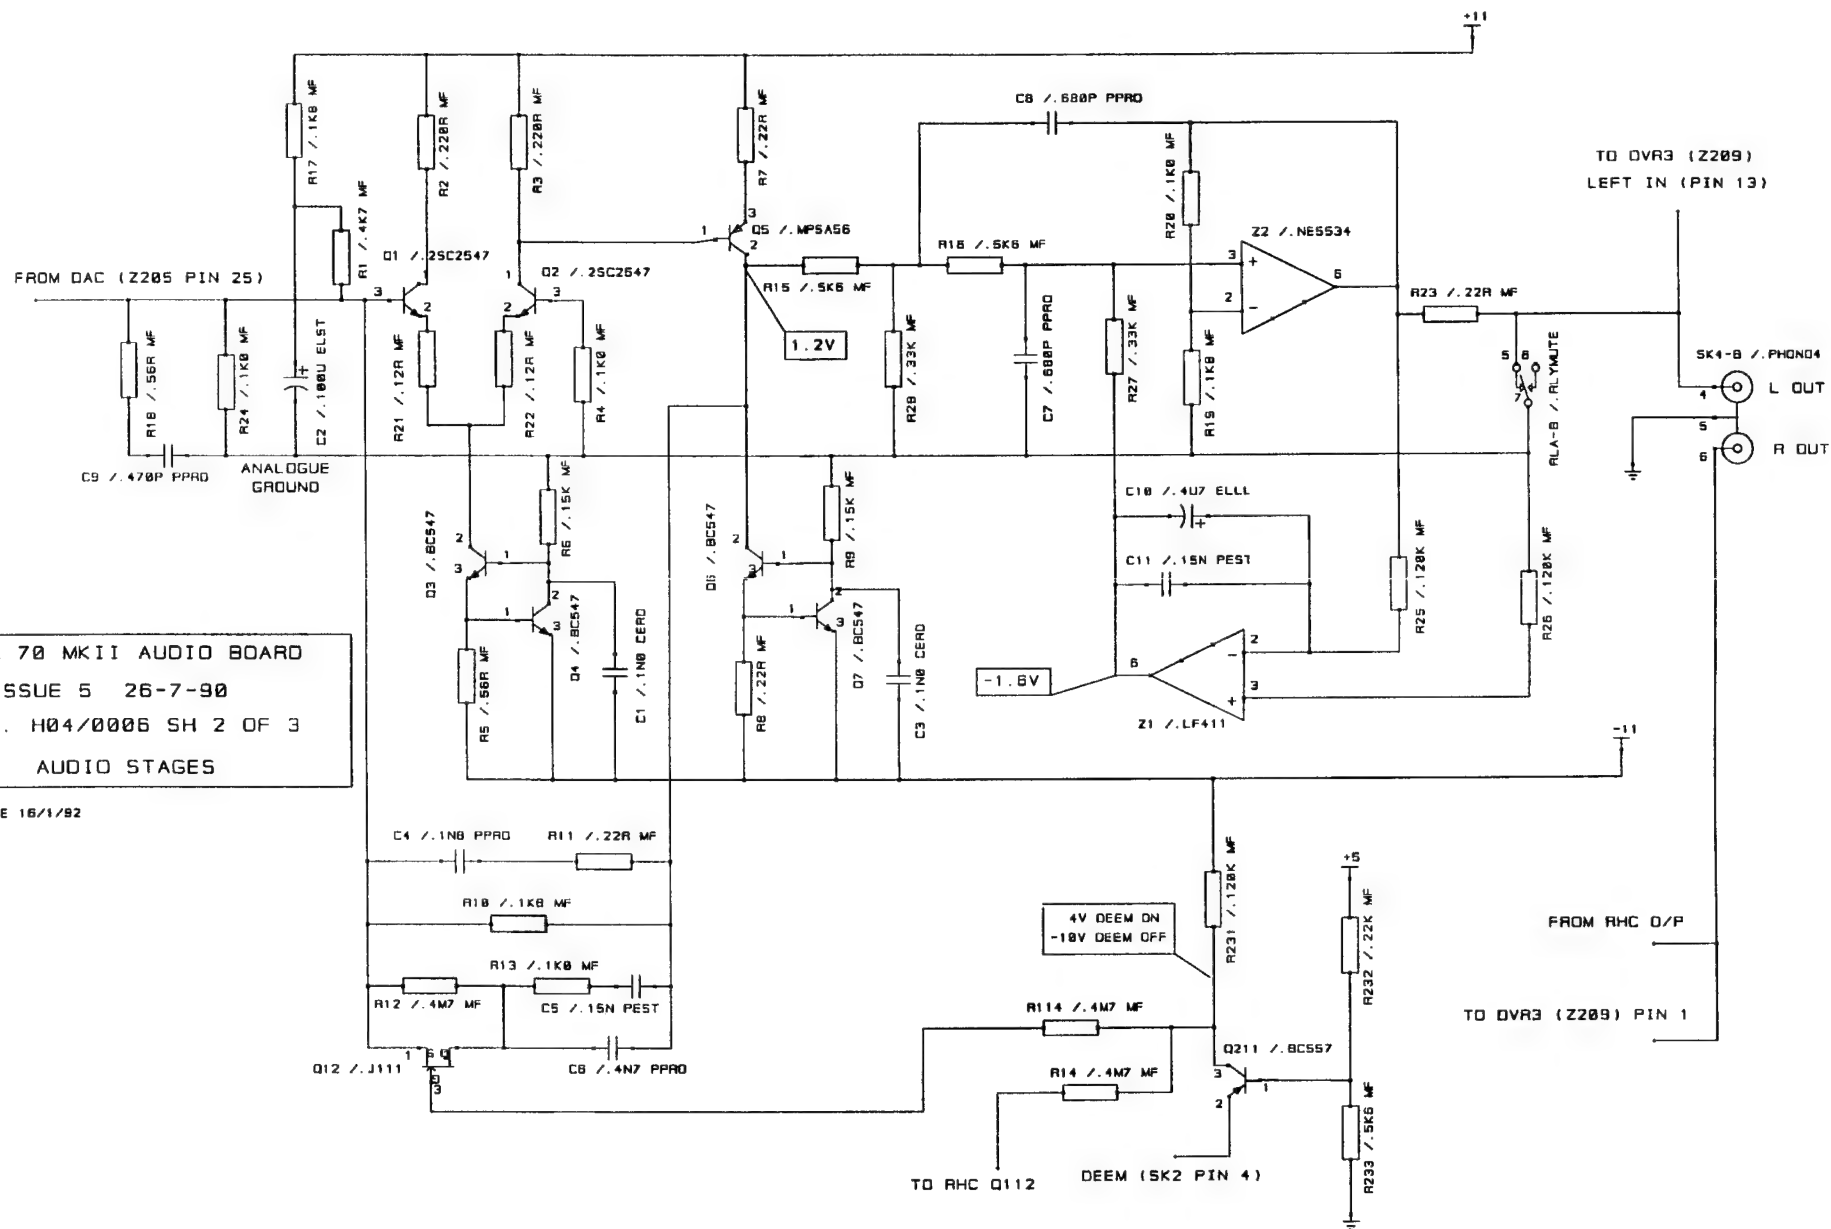 +11
R17 /.1K8 MF
R1 /.4K7 MF
R2 /.220R MF
R3 /.220R MF
R7 /.22R MF
C8 /.680P PPRO
R20 /.1K0 MF
TO DVR3 (Z209)
LEFT IN (PIN 13)
FROM DAC (Z205 PIN 25)
Q1 /.2SC2547
Q2 /.2SC2547
Q5 /.MPSA56
R15 /.5K6 MF
R16 /.5K6 MF
Z2 /.NE5534
R23 /.22R MF
1.2V
R18 /.56R MF
R24 /.1K0 MF
C2 /.100U ELST
R21 /.12R MF
R22 /.12R MF
R4 /.1K0 MF
R28 /.33K MF
C7 /.680P PPRO
R27 /.33K MF
R19 /.1K8 MF
RLA-B /.RLYMUTE
SK4-B /.PHONO4
L OUT
R OUT
C9 /.470P PPRO
ANALOGUE
GROUND
Q3 /.BC547
R6 /.15K MF
Q4 /.BC547
R5 /.56R MF
C1 /.1N0 CERD
Q6 /.BC547
R9 /.15K MF
Q7 /.BC547
R8 /.22R MF
C3 /.1N0 CERD
C10 /.4U7 ELLL
C11 /.15N PEST
R25 /.120K MF
R26 /.120K MF
-1.6V
Z1 /.LF411
-11
70 MKII AUDIO BOARD
SSUE 5 26-7-90
. H04/0006 SH 2 OF 3
AUDIO STAGES
E 16/1/92
C4 /.1N8 PPRO
R11 /.22R MF
R10 /.1K8 MF
R13 /.1K0 MF
R12 /.4M7 MF
C5 /.15N PEST
Q12 /.J111
C6 /.4N7 PPRO
4V DEEM ON
-10V DEEM OFF
R231 /.120K MF
+5
R232 /.22K MF
R114 /.4M7 MF
R14 /.4M7 MF
Q211 /.BC557
R233 /.5K6 MF
TO RHC Q112
DEEM (SK2 PIN 4)
FROM RHC O/P
TO DVR3 (Z209) PIN 1